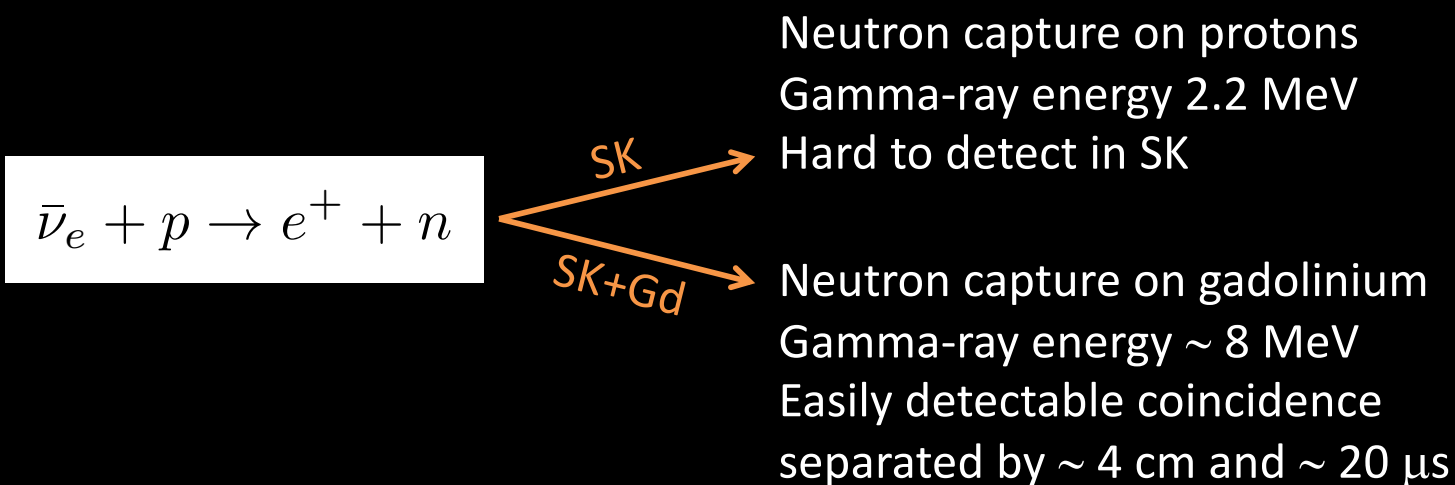 Neutron capture on protons
Gamma-ray energy 2.2 MeV
Hard to detect in SK
SK
ν̄ₑ + p → e⁺ + n
SK+Gd
Neutron capture on gadolinium
Gamma-ray energy ~ 8 MeV
Easily detectable coincidence
separated by ~ 4 cm and ~ 20 μs